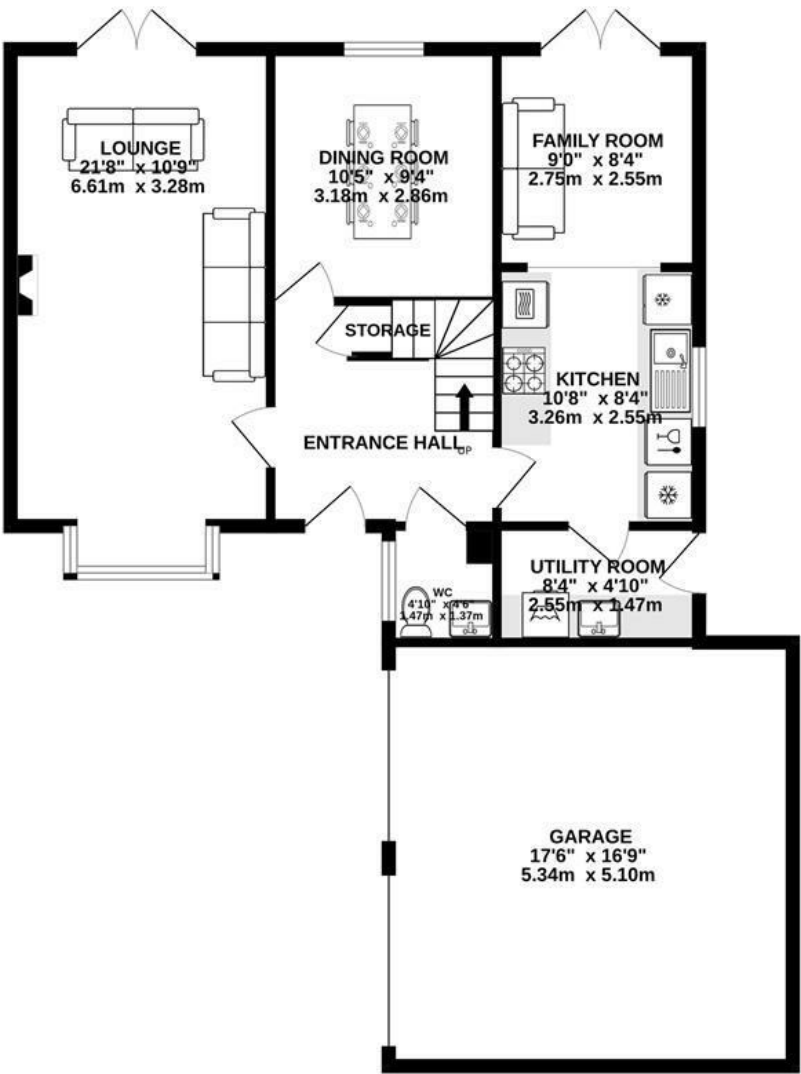 LOUNGE
21'8" x 10'9"
6.61m x 3.28m
DINING ROOM
10'5" x 9'4"
3.18m x 2.86m
FAMILY ROOM
9'0" x 8'4"
2.75m x 2.55m
STORAGE
KITCHEN
10'8" x 8'4"
3.26m x 2.55m
ENTRANCE HALL
UP
UTILITY ROOM
8'4" x 4'10"
2.55m x 1.47m
WC
4'10" x 4'6"
1.47m x 1.37m
GARAGE
17'6" x 16'9"
5.34m x 5.10m